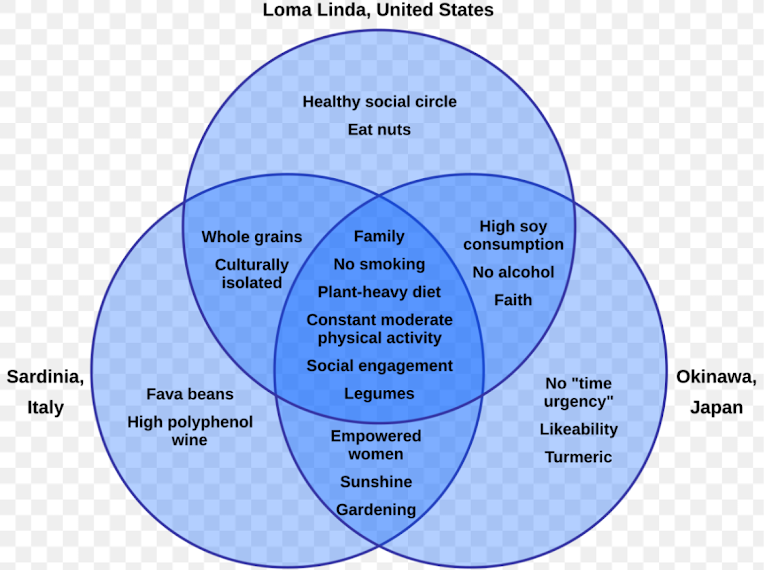 Loma Linda, United States
Healthy social circle
Eat nuts
Whole grains
Culturally
isolated
Family
No smoking
Plant-heavy diet
Constant moderate
physical activity
Social engagement
Legumes
High soy
consumption
No alcohol
Faith
Sardinia,
Italy
Fava beans
High polyphenol
wine
Empowered
women
Sunshine
Gardening
No "time
urgency"
Likeability
Turmeric
Okinawa,
Japan